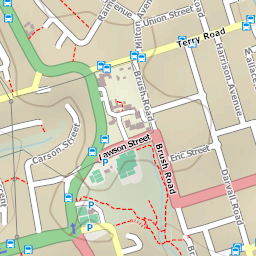 Union Street
Terry Road
Milton
Brush Road
Harrison Avenue
Carson Street
Lawson Street
Eric Street
Brush Road
Darvall Road
P
P
P
P